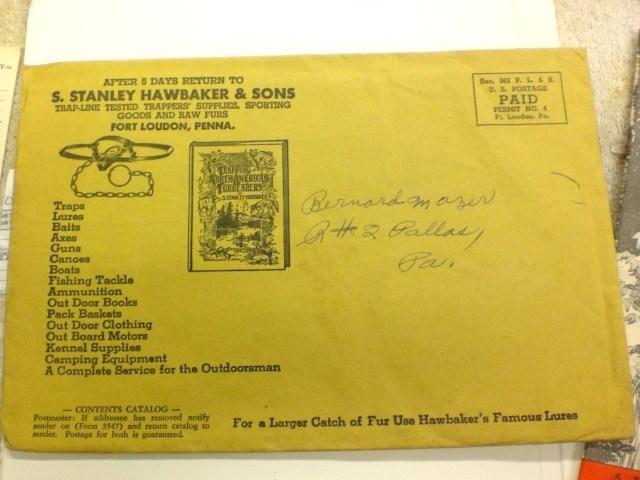 AFTER 5 DAYS RETURN TO
S. STANLEY HAWBAKER & SONS
TRAP-LINE TESTED TRAPPERS' SUPPLIES, SPORTING
GOODS AND RAW FURS
FORT LOUDON, PENNA.
Sec. 562 P. L. & R.
U. S. POSTAGE
PAID
PERMIT NO. 4
Ft. Loudon, Pa.
TRAPPING
NORTH AMERICAN
FURBEARERS
S. STANLEY HAWBAKER
Bernard Mazer
R#2 Dallas,
Pa.
Traps
Lures
Baits
Axes
Guns
Canoes
Boats
Fishing Tackle
Ammunition
Out Door Books
Pack Baskets
Out Door Clothing
Out Board Motors
Kennel Supplies
Camping Equipment
A Complete Service for the Outdoorsman
— CONTENTS CATALOG —
Postmaster: If addressee has removed notify
sender on (Form 3547) and return catalog to
sender. Postage for both is guaranteed.
For a Larger Catch of Fur Use Hawbaker's Famous Lures